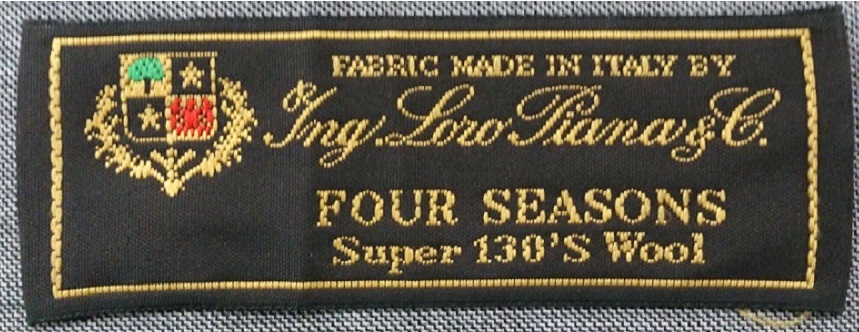 FABRIC MADE IN ITALY BY
Ing. Loro Piana & C.
FOUR SEASONS
Super 130'S Wool